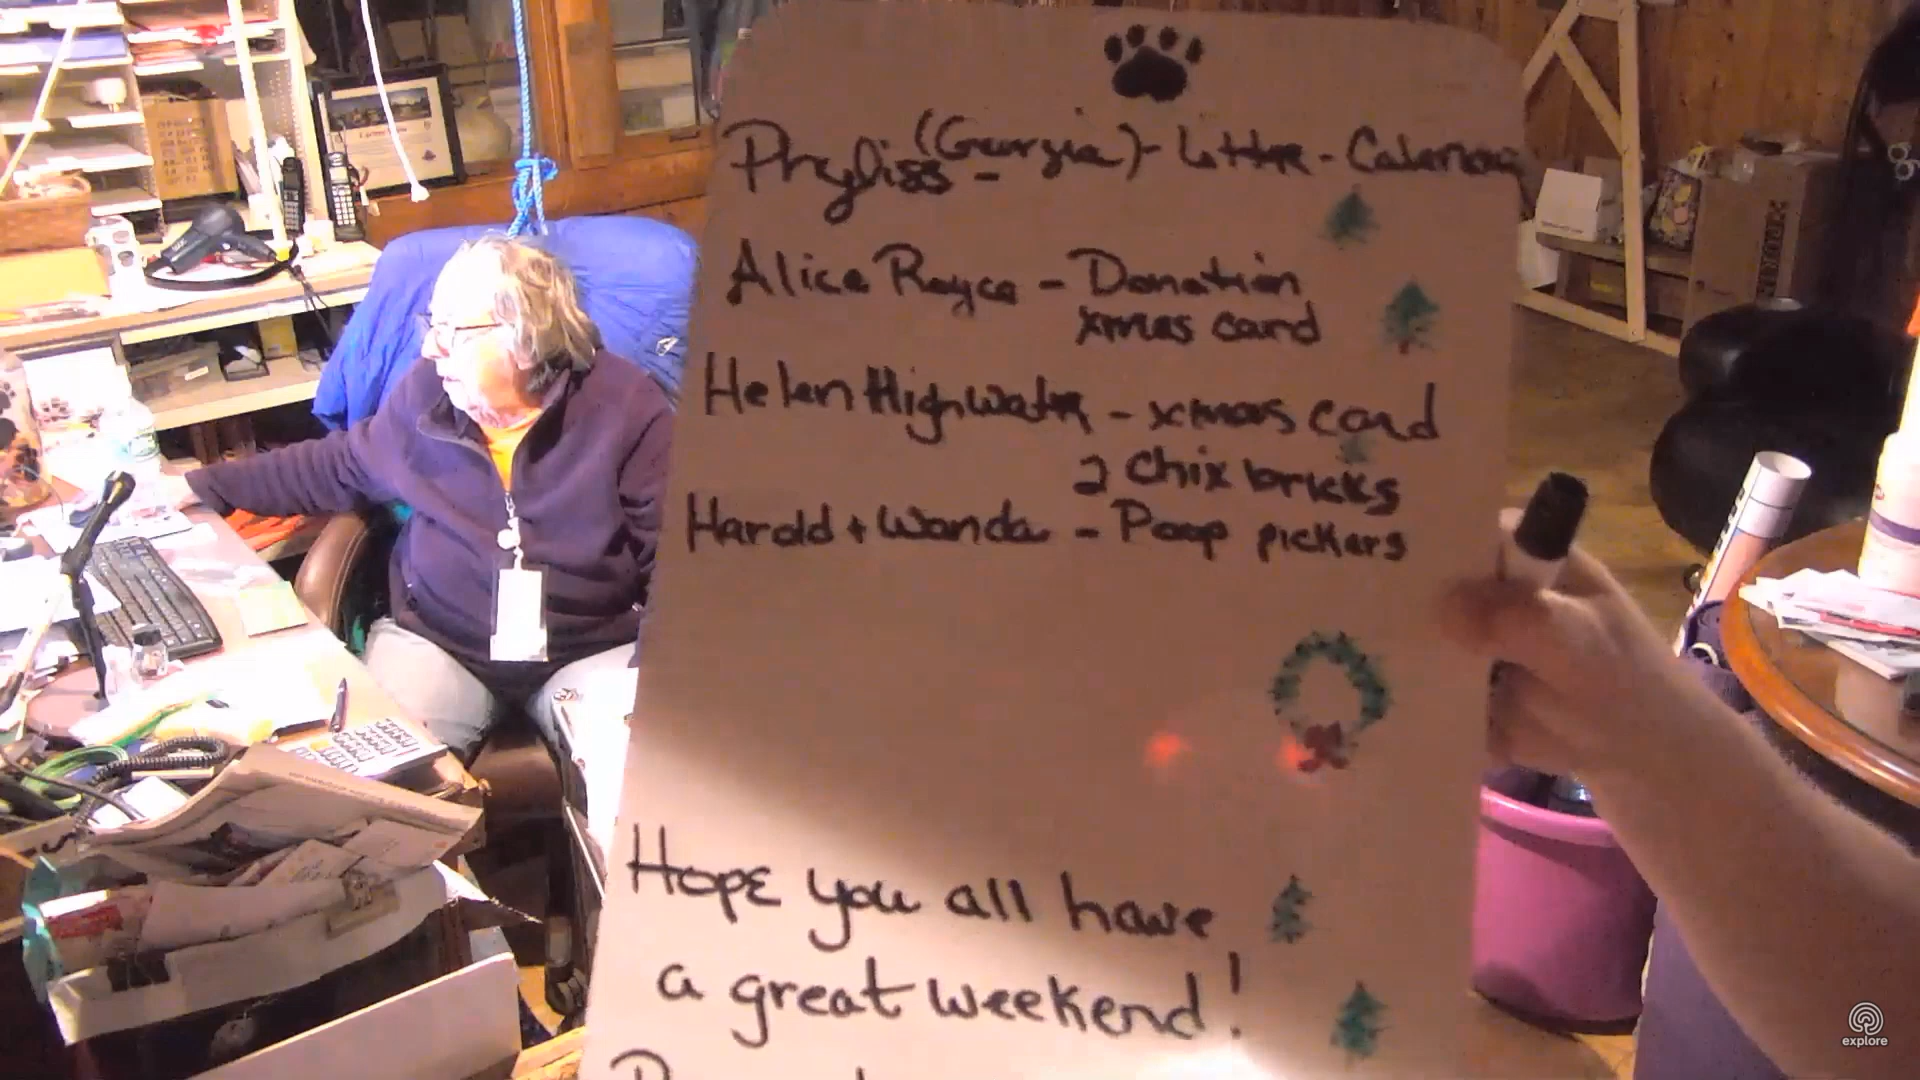 (Georgia) - Letter - Calendar
Phyliss -
Alice Royce - Donation
xmas card
Helen Highwater - xmas card
2 chix bricks
Harold + Wanda - Poop pickers
Hope you all have
a great weekend!
explore